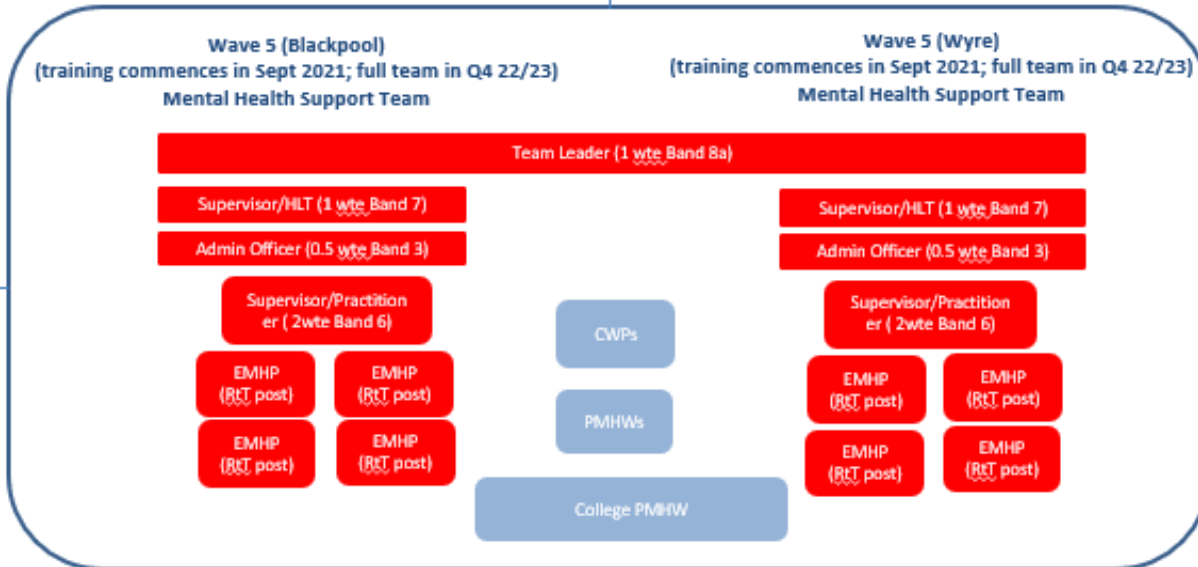 Wave 5 (Blackpool)
(training commences in Sept 2021; full team in Q4 22/23)
Mental Health Support Team
Wave 5 (Wyre)
(training commences in Sept 2021; full team in Q4 22/23)
Mental Health Support Team
Team Leader (1 wte Band 8a)
Supervisor/HLT (1 wte Band 7)
Admin Officer (0.5 wte Band 3)
Supervisor/Practition
er ( 2wte Band 6)
EMHP
(RtT post)
EMHP
(RtT post)
EMHP
(RtT post)
EMHP
(RtT post)
CWPs
PMHWs
College PMHW
Supervisor/HLT (1 wte Band 7)
Admin Officer (0.5 wte Band 3)
Supervisor/Practition
er ( 2wte Band 6)
EMHP
(RtT post)
EMHP
(RtT post)
EMHP
(RtT post)
EMHP
(RtT post)